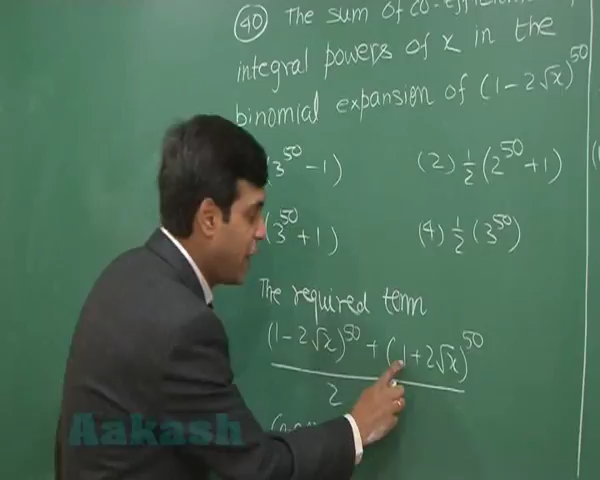 40 The sum of co-efficien
integral powers of x in the
binomial expansion of (1-2√x)^50
(3^50 -1)
(2) 1/2 (2^50 +1)
(3^50 +1)
(4) 1/2 (3^50)
The required term
(1-2√x)^50 + (1+2√x)^50
2
Aakash